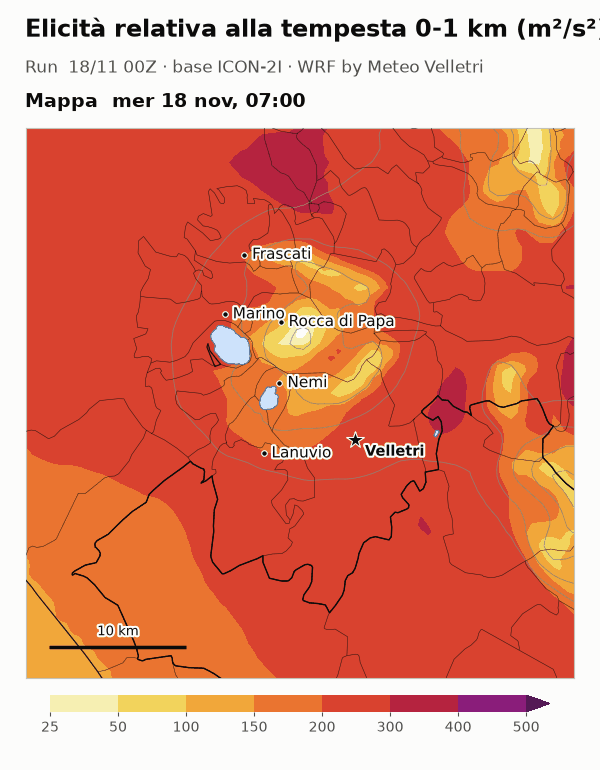 Elicità relativa alla tempesta 0-1 km (m²/s²)
Run  18/11 00Z · base ICON-2I · WRF by Meteo Velletri
Mappa  mer 18 nov, 07:00
Frascati
Marino
Rocca di Papa
Nemi
Velletri
Lanuvio
10 km
25 50 100 150 200 300 400 500